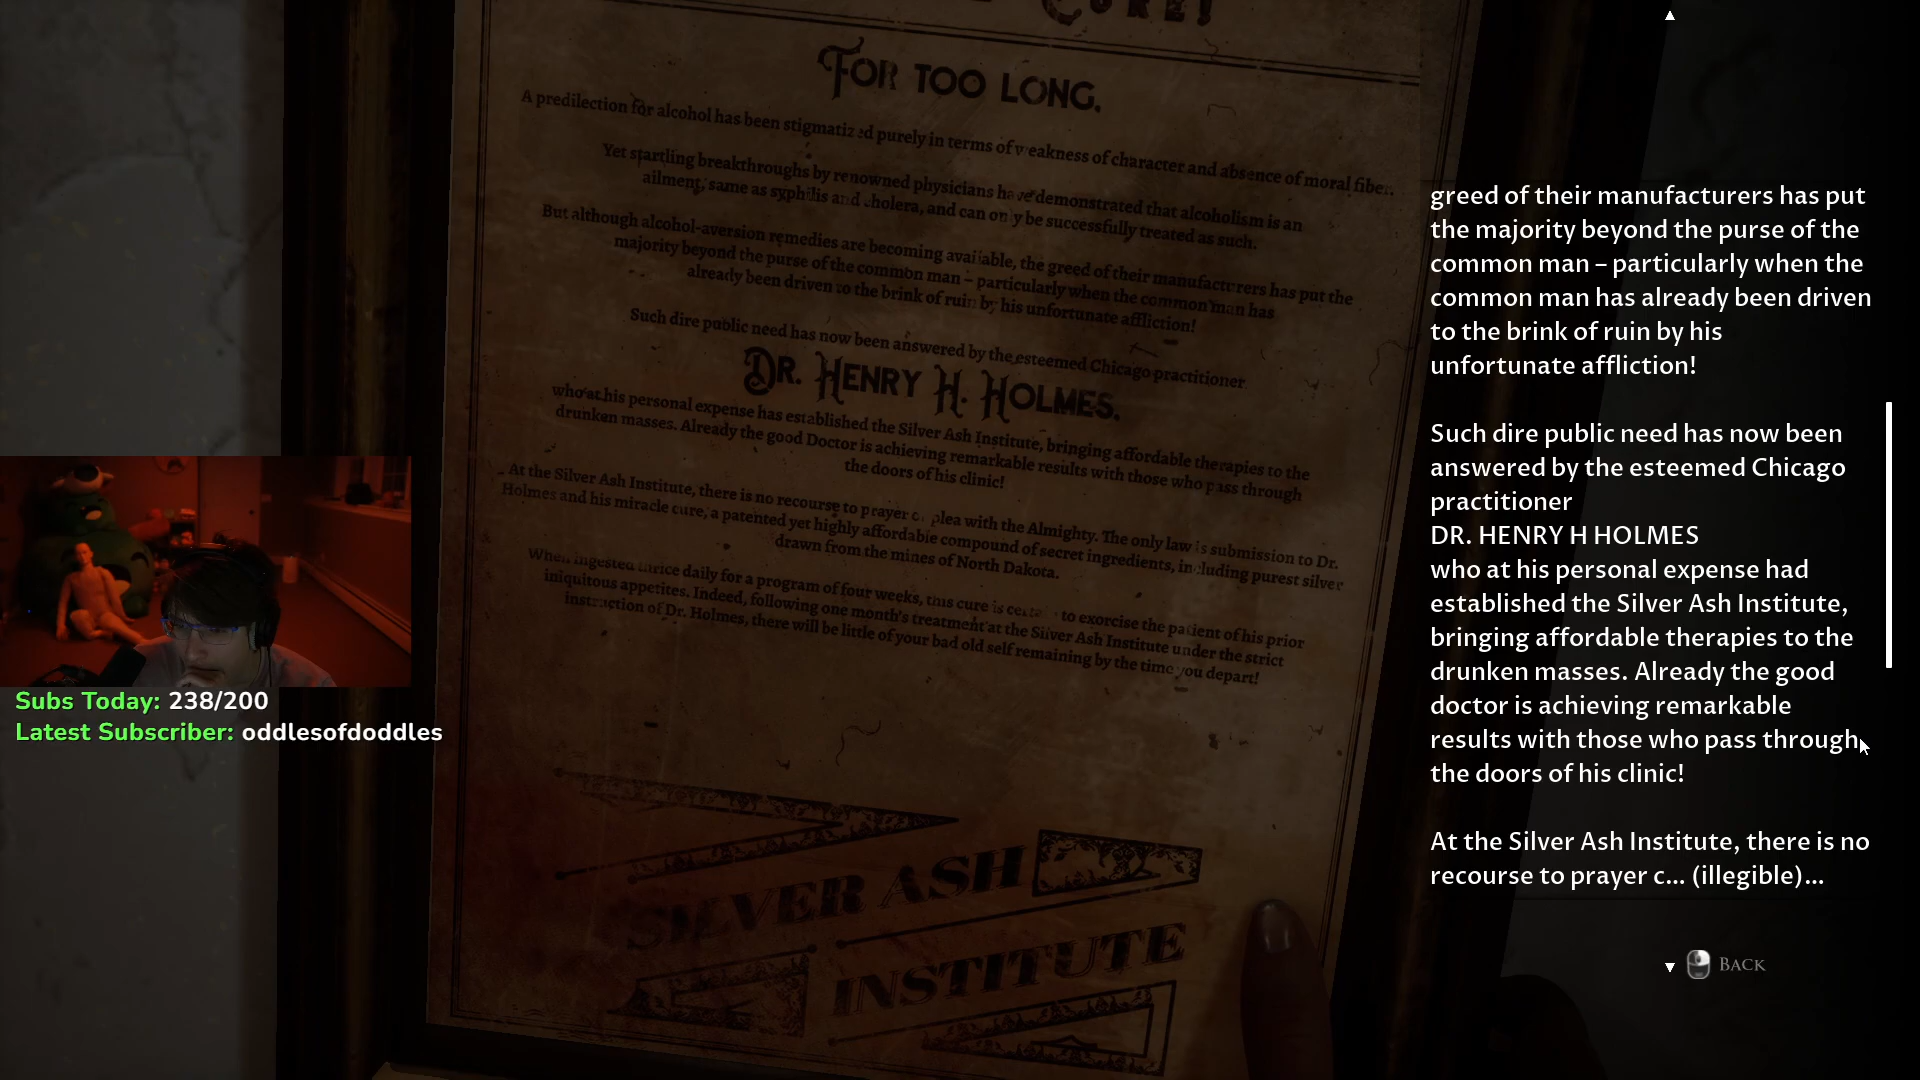 CURE!
FOR TOO LONG,
A predilection for alcohol has been stigmatized purely in terms of weakness of character and absence of moral fiber.
Yet startling breakthroughs by renowned physicians have demonstrated that alcoholism is an
ailment, same as syphilis and cholera, and can only be successfully treated as such.
But although alcohol-aversion remedies are becoming available, the greed of their manufacturers has put the
majority beyond the purse of the common man – particularly when the common man has
already been driven to the brink of ruin by his unfortunate affliction!
Such dire public need has now been answered by the esteemed Chicago practitioner
DR. HENRY H. HOLMES.
who at his personal expense has established the Silver Ash Institute, bringing affordable therapies to the
drunken masses. Already the good Doctor is achieving remarkable results with those who pass through
the doors of his clinic!
At the Silver Ash Institute, there is no recourse to prayer or plea with the Almighty. The only law is submission to Dr.
Holmes and his miracle cure, a patented yet highly affordable compound of secret ingredients, including purest silver
drawn from the mines of North Dakota.
When ingested thrice daily for a program of four weeks, this cure is to exorcise the patient of his prior
iniquitous appetites. Indeed, following one month's treatment at the Silver Ash Institute under the strict
instruction of Dr. Holmes, there will be little of your bad old self remaining by the time you depart!
SILVER ASH
INSTITUTE
Subs Today: 238/200
Latest Subscriber: oddlesofdoddles
greed of their manufacturers has put
the majority beyond the purse of the
common man – particularly when the
common man has already been driven
to the brink of ruin by his
unfortunate affliction!
Such dire public need has now been
answered by the esteemed Chicago
practitioner
DR. HENRY H HOLMES
who at his personal expense had
established the Silver Ash Institute,
bringing affordable therapies to the
drunken masses. Already the good
doctor is achieving remarkable
results with those who pass through
the doors of his clinic!
At the Silver Ash Institute, there is no
recourse to prayer c... (illegible)...
BACK